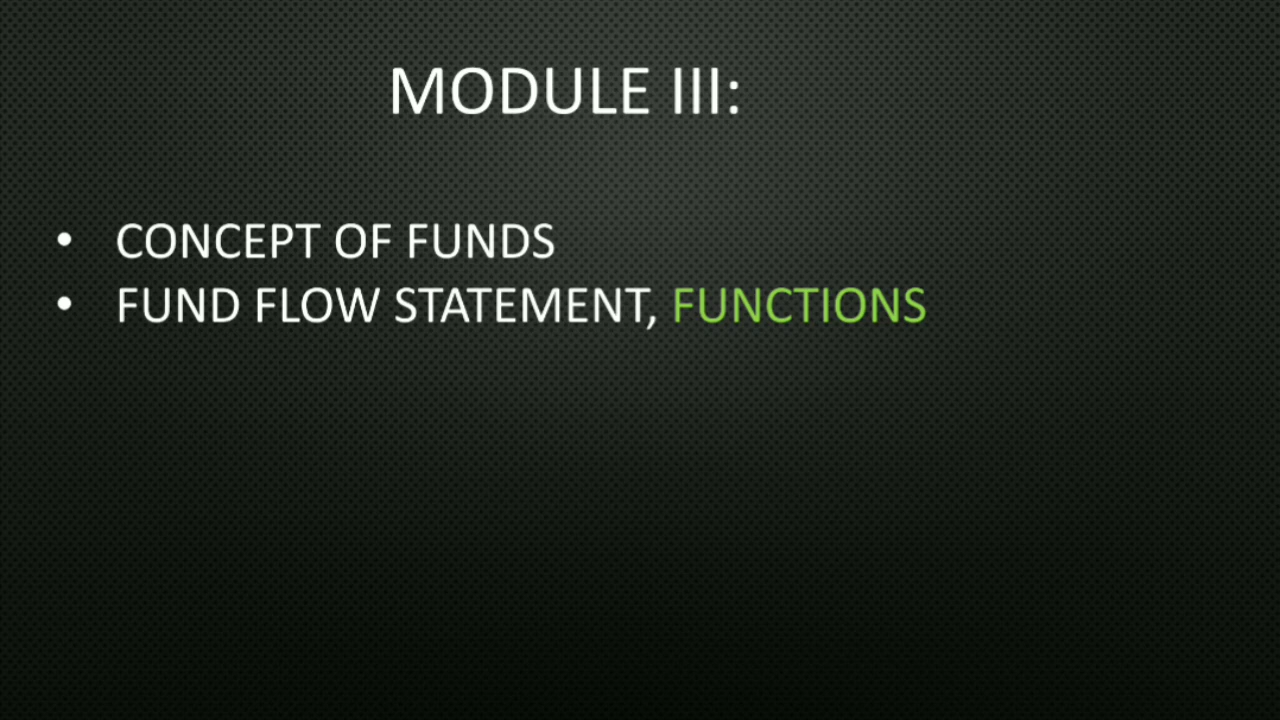 MODULE III:
• CONCEPT OF FUNDS
• FUND FLOW STATEMENT, FUNCTIONS